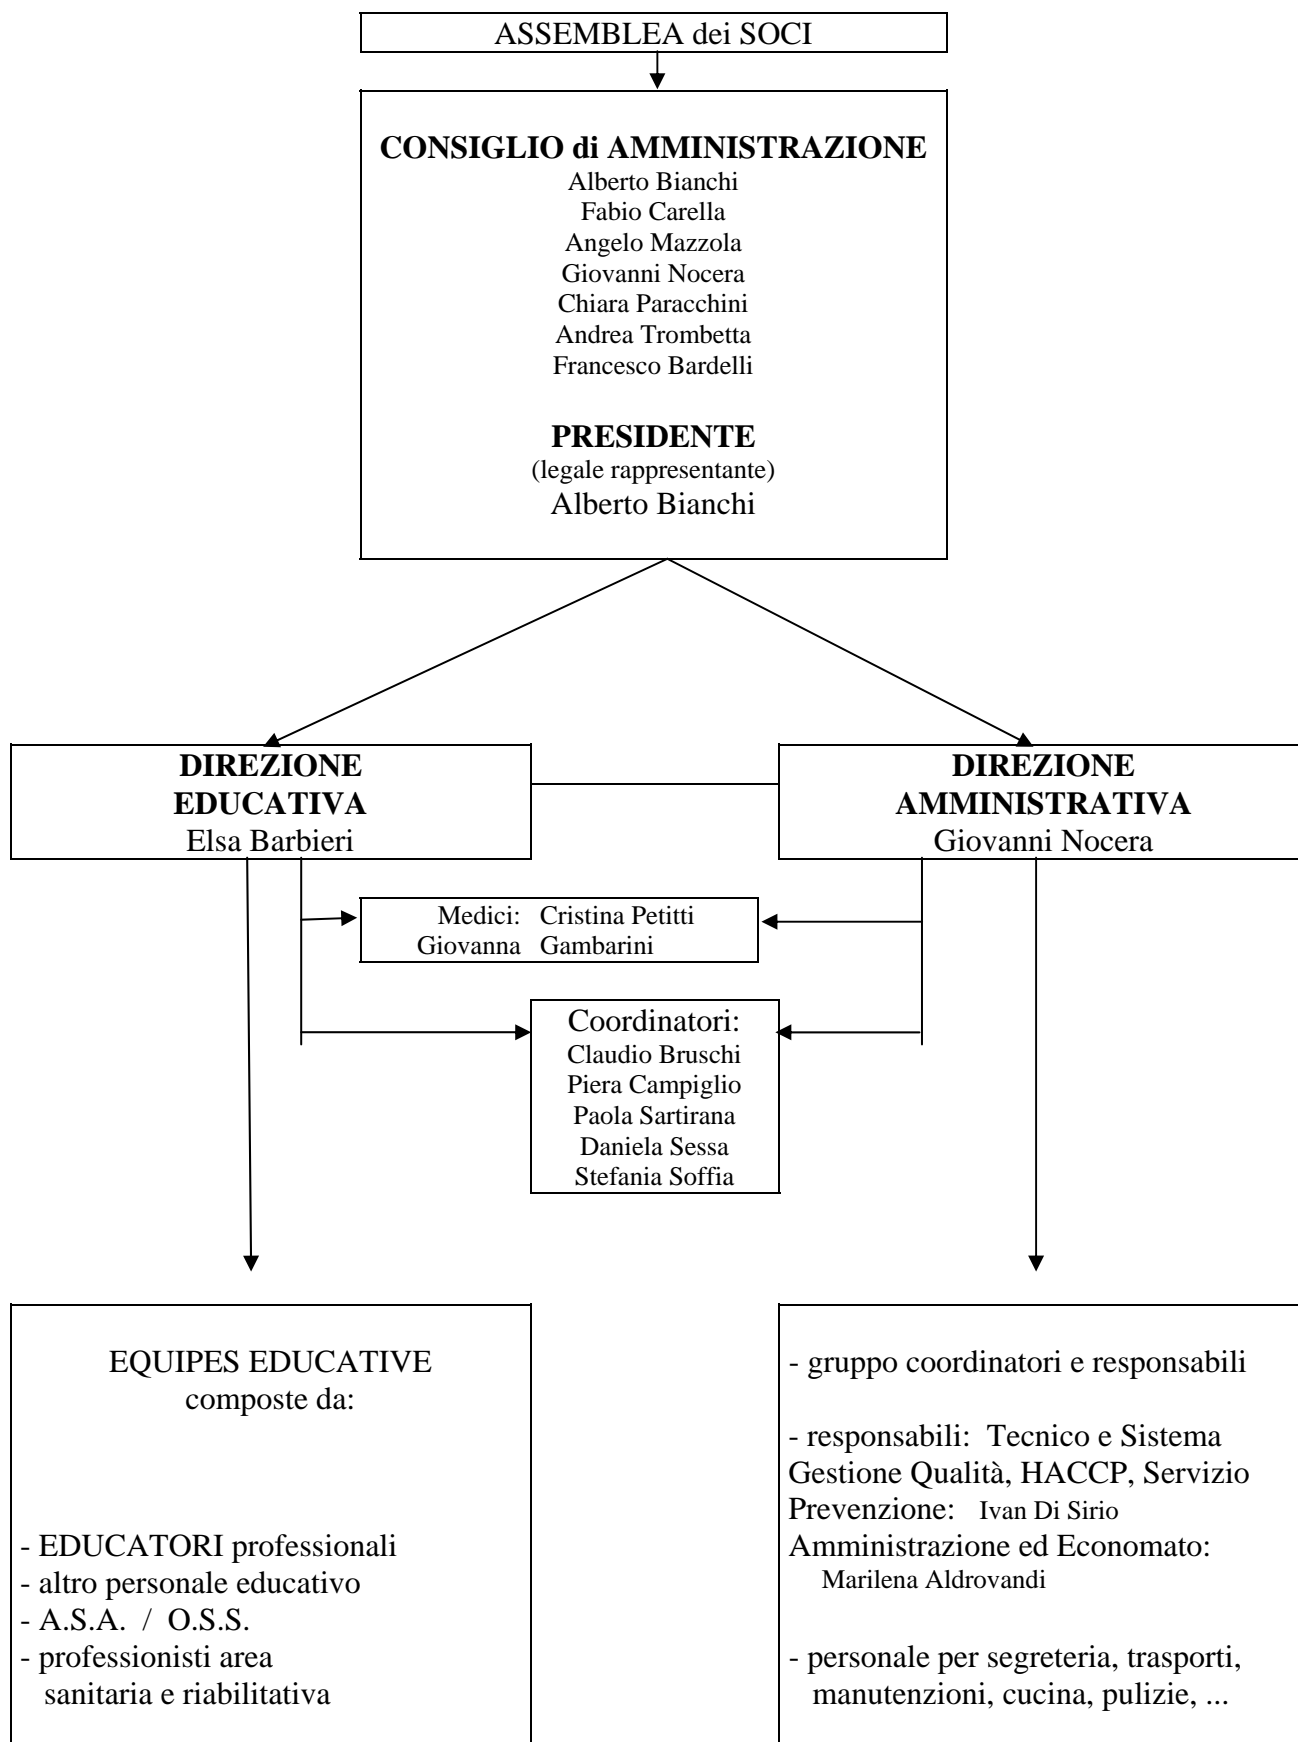 ASSEMBLEA dei SOCI
CONSIGLIO di AMMINISTRAZIONE
Alberto Bianchi
Fabio Carella
Angelo Mazzola
Giovanni Nocera
Chiara Paracchini
Andrea Trombetta
Francesco Bardelli
PRESIDENTE
(legale rappresentante)
Alberto Bianchi
DIREZIONE
EDUCATIVA
Elsa Barbieri
DIREZIONE
AMMINISTRATIVA
Giovanni Nocera
Medici: Cristina Petitti
Giovanna Gambarini
Coordinatori:
Claudio Bruschi
Piera Campiglio
Paola Sartirana
Daniela Sessa
Stefania Soffia
EQUIPES EDUCATIVE
composte da:
- EDUCATORI professionali
- altro personale educativo
- A.S.A. / O.S.S.
- professionisti area
sanitaria e riabilitativa
- gruppo coordinatori e responsabili
- responsabili: Tecnico e Sistema
Gestione Qualità, HACCP, Servizio
Prevenzione: Ivan Di Sirio
Amministrazione ed Economato:
Marilena Aldrovandi
- personale per segreteria, trasporti,
manutenzioni, cucina, pulizie, ...